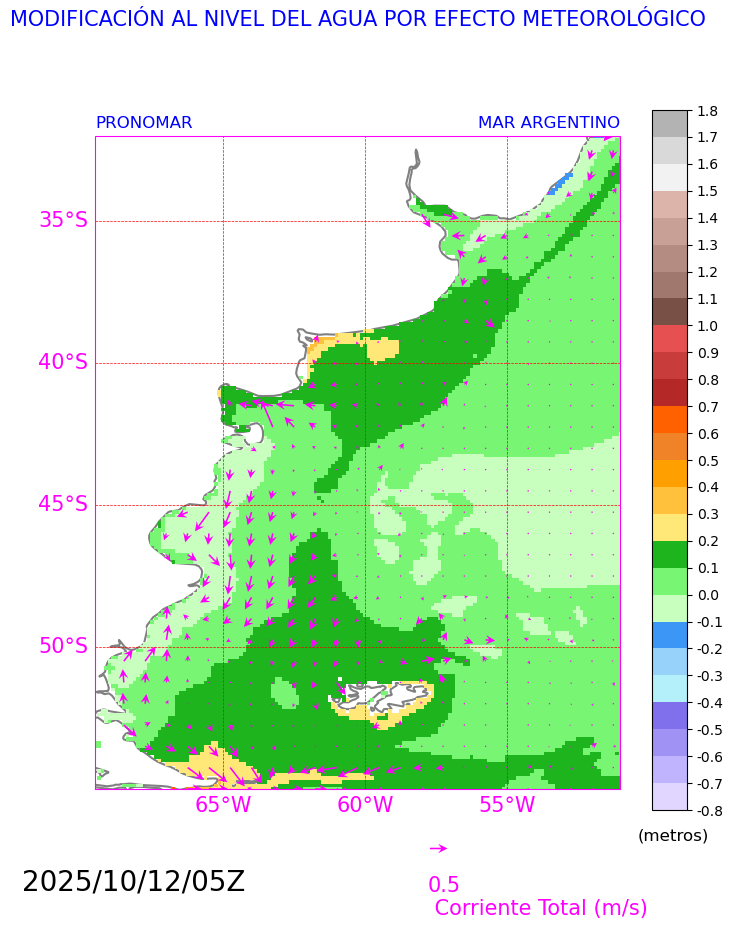 MODIFICACIÓN AL NIVEL DEL AGUA POR EFECTO METEOROLÓGICO
PRONOMAR
MAR ARGENTINO
35°S
40°S
45°S
50°S
65°W
60°W
55°W
1.8
1.7
1.6
1.5
1.4
1.3
1.2
1.1
1.0
0.9
0.8
0.7
0.6
0.5
0.4
0.3
0.2
0.1
0.0
-0.1
-0.2
-0.3
-0.4
-0.5
-0.6
-0.7
-0.8
(metros)
2025/10/12/05Z
0.5
Corriente Total (m/s)